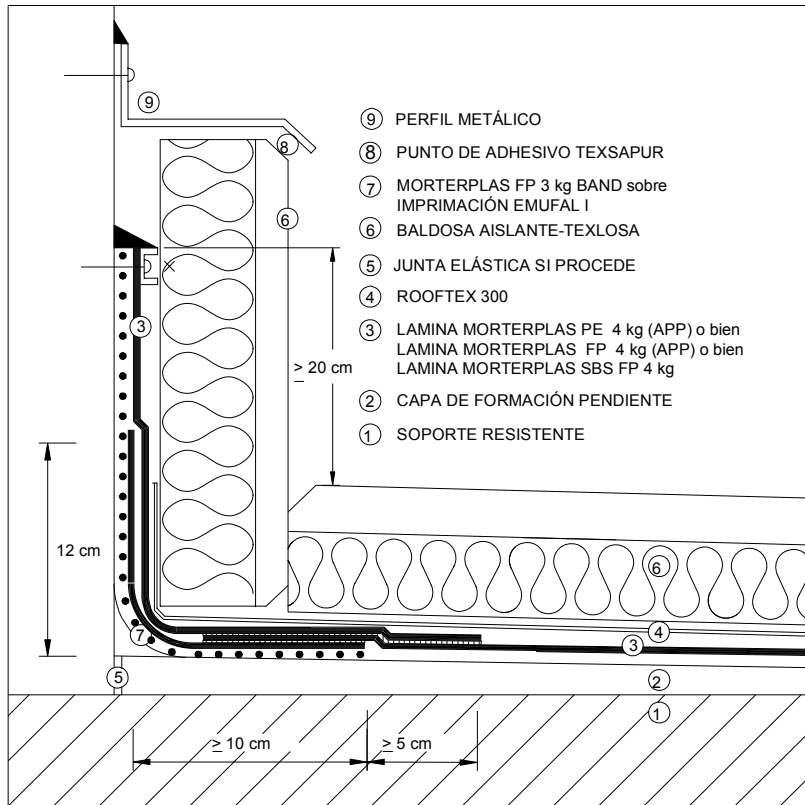 9 PERFIL METÁLICO
8 PUNTO DE ADHESIVO TEXSAPUR
7 MORTERPLAS FP 3 kg BAND sobre
IMPRIMACIÓN EMUFAL I
6 BALDOSA AISLANTE-TEXLOSA
5 JUNTA ELÁSTICA SI PROCEDE
4 ROOFTEX 300
3 LAMINA MORTERPLAS PE 4 kg (APP) o bien
LAMINA MORTERPLAS FP 4 kg (APP) o bien
LAMINA MORTERPLAS SBS FP 4 kg
2 CAPA DE FORMACIÓN PENDIENTE
1 SOPORTE RESISTENTE
9
8
6
3
≥ 20 cm
12 cm
6
7
4
3
5
2
1
≥ 10 cm
≥ 5 cm